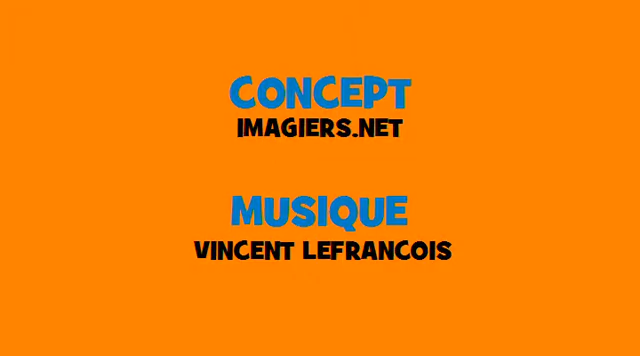 CONCEPT
IMAGIERS.NET
MUSIQUE
VINCENT LEFRANCOIS